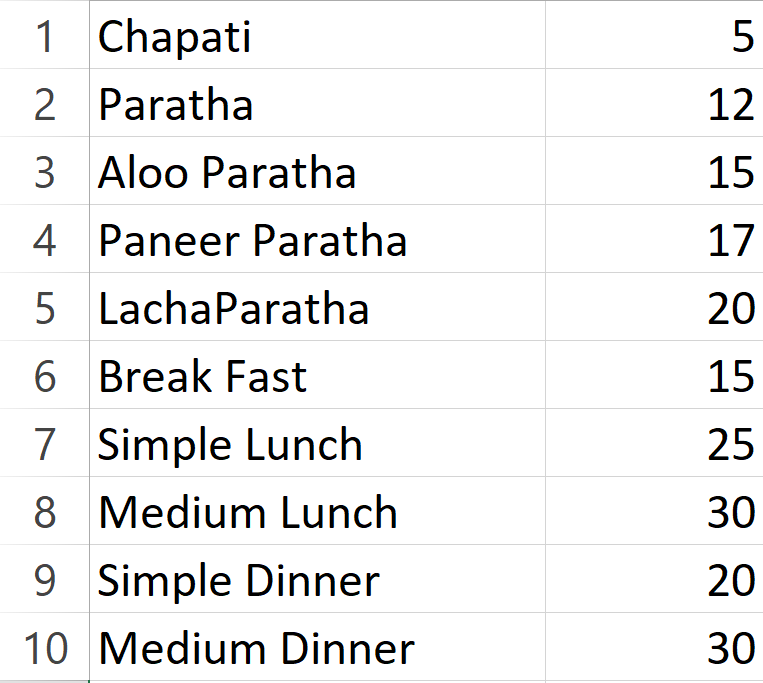 1 Chapati 5
2 Paratha 12
3 Aloo Paratha 15
4 Paneer Paratha 17
5 LachaParatha 20
6 Break Fast 15
7 Simple Lunch 25
8 Medium Lunch 30
9 Simple Dinner 20
10 Medium Dinner 30